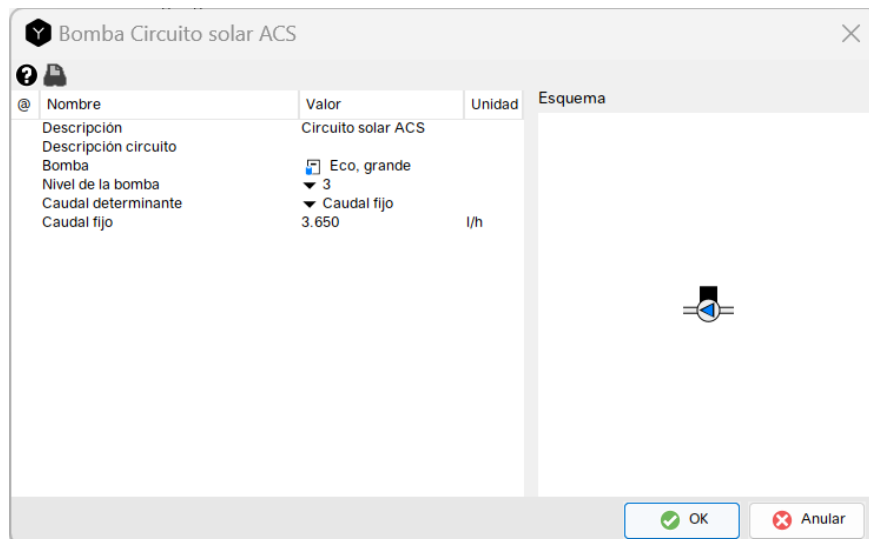 Bomba Circuito solar ACS
@ Nombre Valor Unidad Esquema
Descripción Circuito solar ACS
Descripción circuito
Bomba Eco, grande
Nivel de la bomba 3
Caudal determinante Caudal fijo
Caudal fijo 3.650 l/h
OK Anular